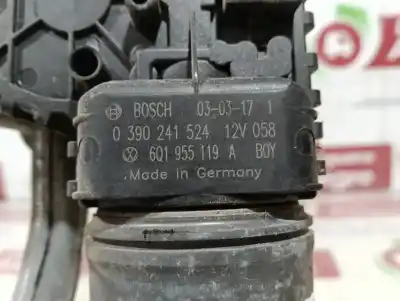 BOSCH 03-03-17 1
0 390 241 524 12V 058
6Q1 955 119 A BOY
Made in Germany